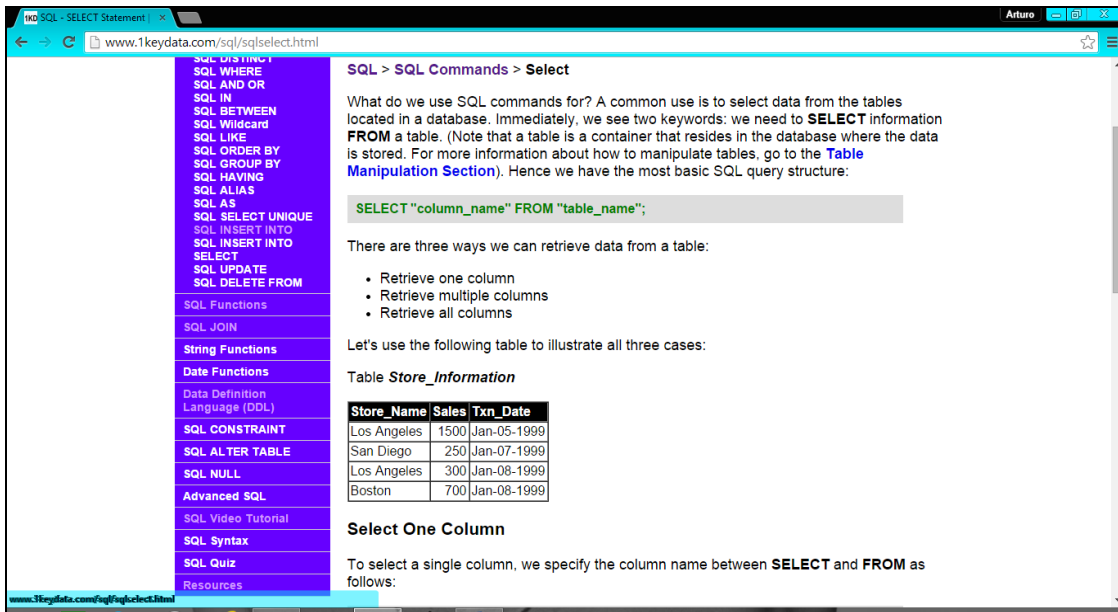 1KD SQL - SELECT Statement |
Arturo
www.1keydata.com/sql/sqlselect.html
SQL DISTINCT
SQL WHERE
SQL AND OR
SQL IN
SQL BETWEEN
SQL Wildcard
SQL LIKE
SQL ORDER BY
SQL GROUP BY
SQL HAVING
SQL ALIAS
SQL AS
SQL SELECT UNIQUE
SQL INSERT INTO
SQL INSERT INTO
SELECT
SQL UPDATE
SQL DELETE FROM
SQL Functions
SQL JOIN
String Functions
Date Functions
Data Definition
Language (DDL)
SQL CONSTRAINT
SQL ALTER TABLE
SQL NULL
Advanced SQL
SQL Video Tutorial
SQL Syntax
SQL Quiz
Resources
SQL > SQL Commands > Select
What do we use SQL commands for? A common use is to select data from the tables
located in a database. Immediately, we see two keywords: we need to SELECT information
FROM a table. (Note that a table is a container that resides in the database where the data
is stored. For more information about how to manipulate tables, go to the Table
Manipulation Section). Hence we have the most basic SQL query structure:
SELECT "column_name" FROM "table_name";
There are three ways we can retrieve data from a table:
• Retrieve one column
• Retrieve multiple columns
• Retrieve all columns
Let's use the following table to illustrate all three cases:
Table Store_Information
Store_Name Sales Txn_Date
Los Angeles 1500 Jan-05-1999
San Diego 250 Jan-07-1999
Los Angeles 300 Jan-08-1999
Boston 700 Jan-08-1999
Select One Column
To select a single column, we specify the column name between SELECT and FROM as
follows: